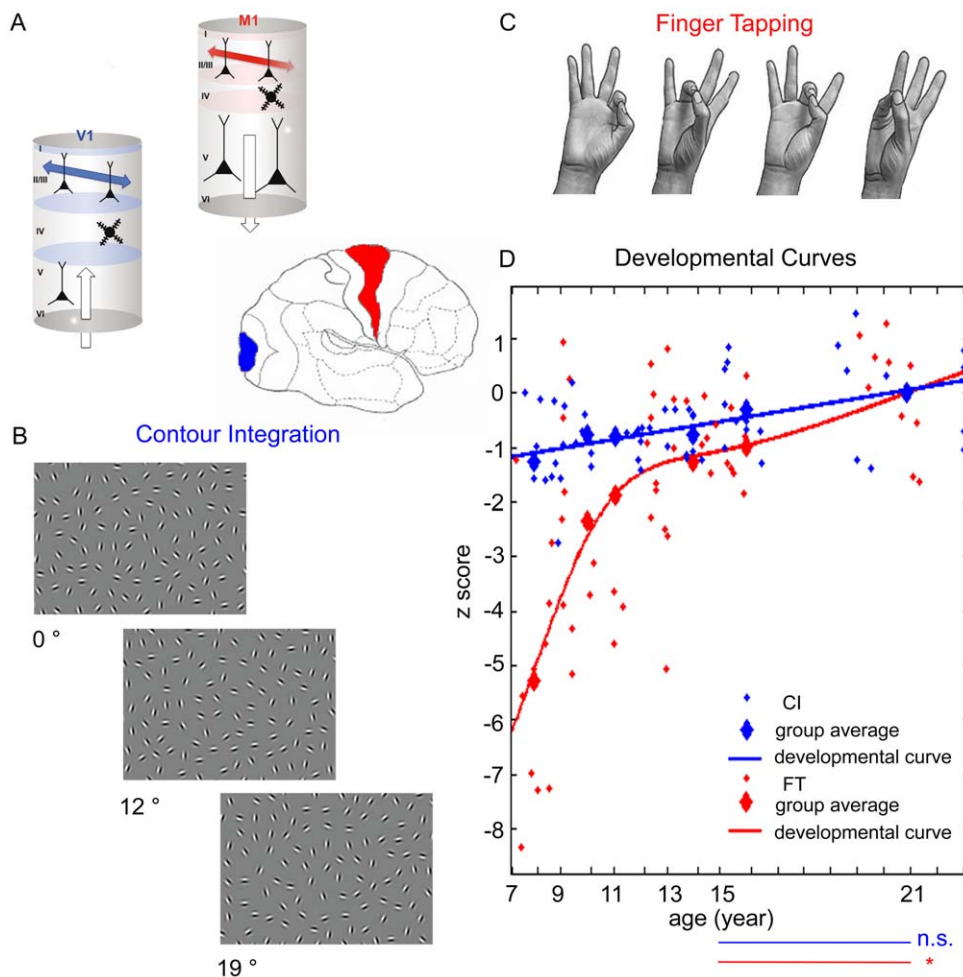 A
V1
I
II/III
IV
V
VI
M1
I
II/III
IV
V
VI
B
Contour Integration
0 °
12 °
19 °
C
Finger Tapping
D
Developmental Curves
z score
1
0
-1
-2
-3
-4
-5
-6
-7
-8
CI
group average
developmental curve
FT
group average
developmental curve
7 9 11 13 15 21
age (year)
n.s.
*